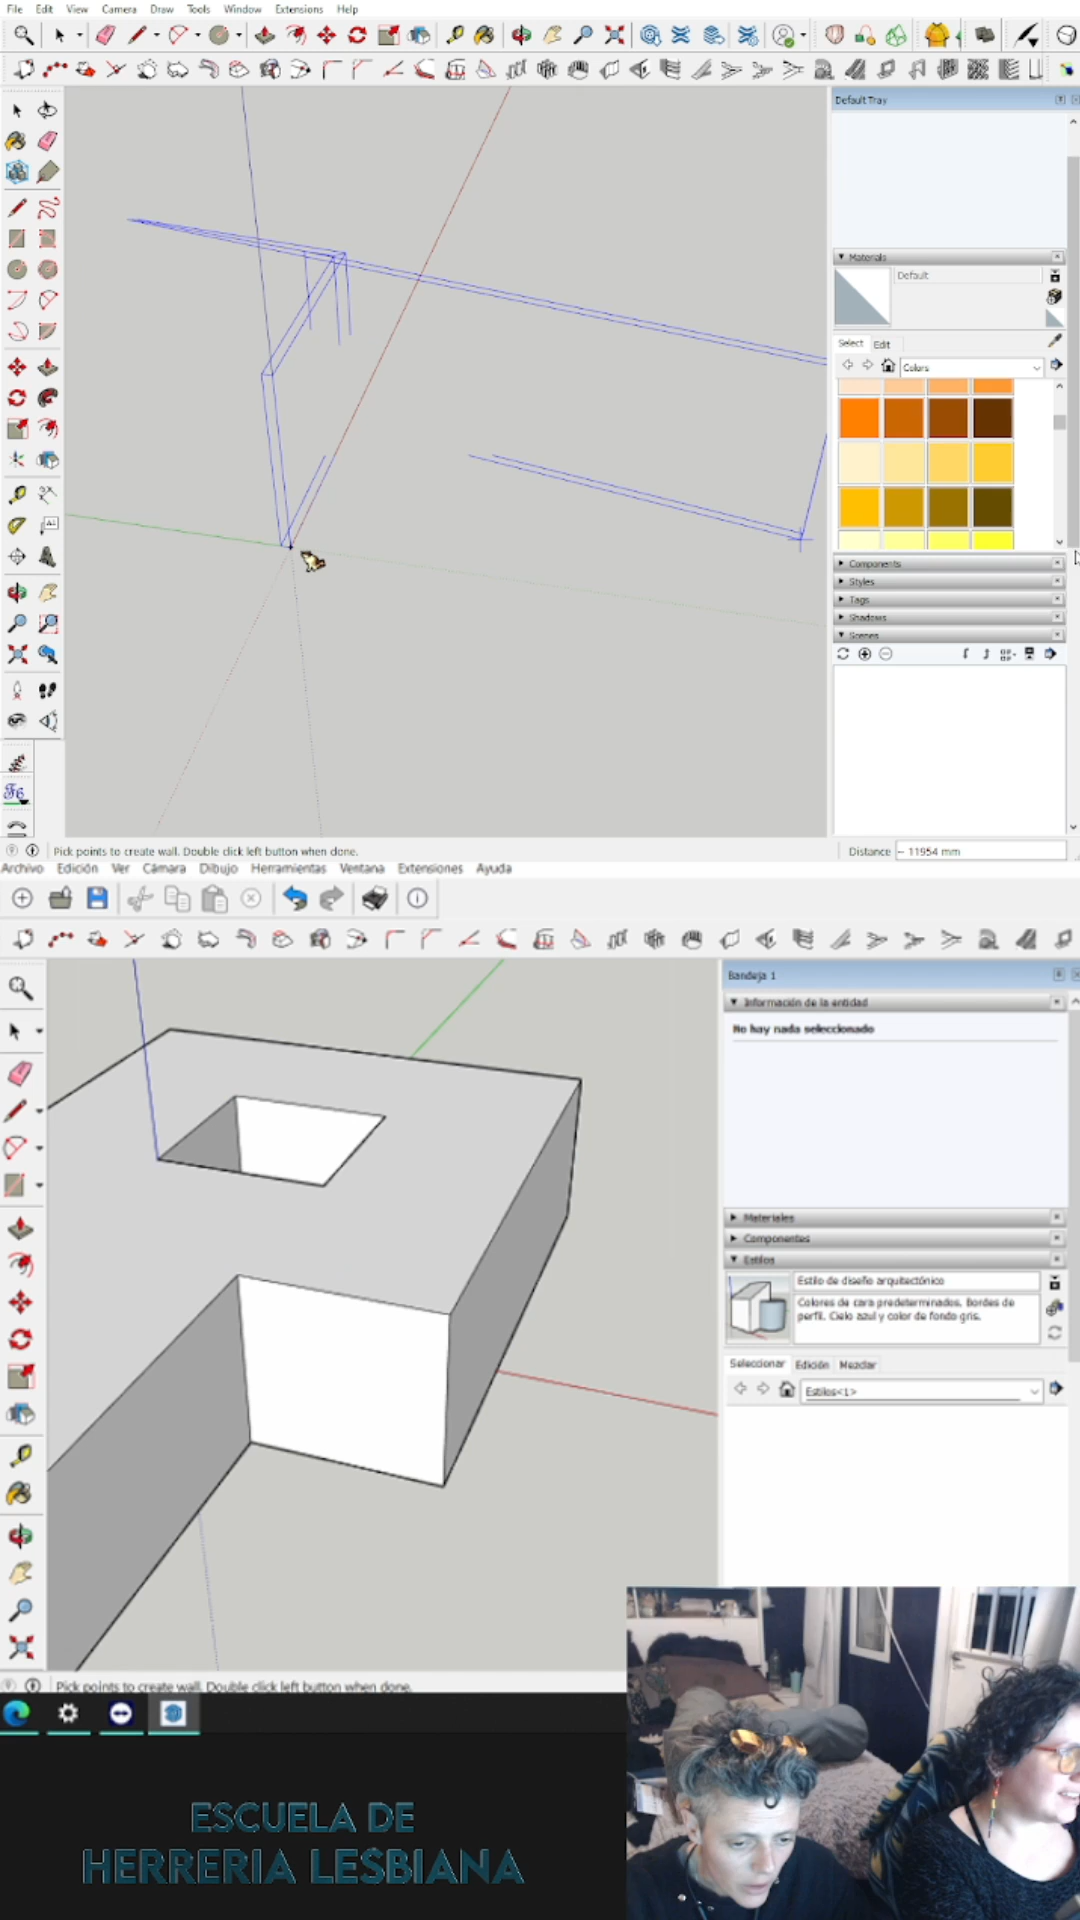 File Edit View Camera Draw Tools Window Extensions Help
Default Tray
Materials
Default
Select Edit
Colors
Components
Styles
Tags
Shadows
Scenes
Pick points to create wall. Double click left button when done.
Distance ~ 11954 mm
Archivo Edición Ver Cámara Dibujo Herramientas Ventana Extensiones Ayuda
Bandeja 1
Información de la entidad
No hay nada seleccionado
Materiales
Componentes
Estilos
Estilo de diseño arquitectónico
Colores de cara predeterminados. Bordes de
perfil. Cielo azul y color de fondo gris.
Seleccionar Edición Mezclar
Estilos<1>
Pick points to create wall. Double click left button when done.
ESCUELA DE
HERRERIA LESBIANA